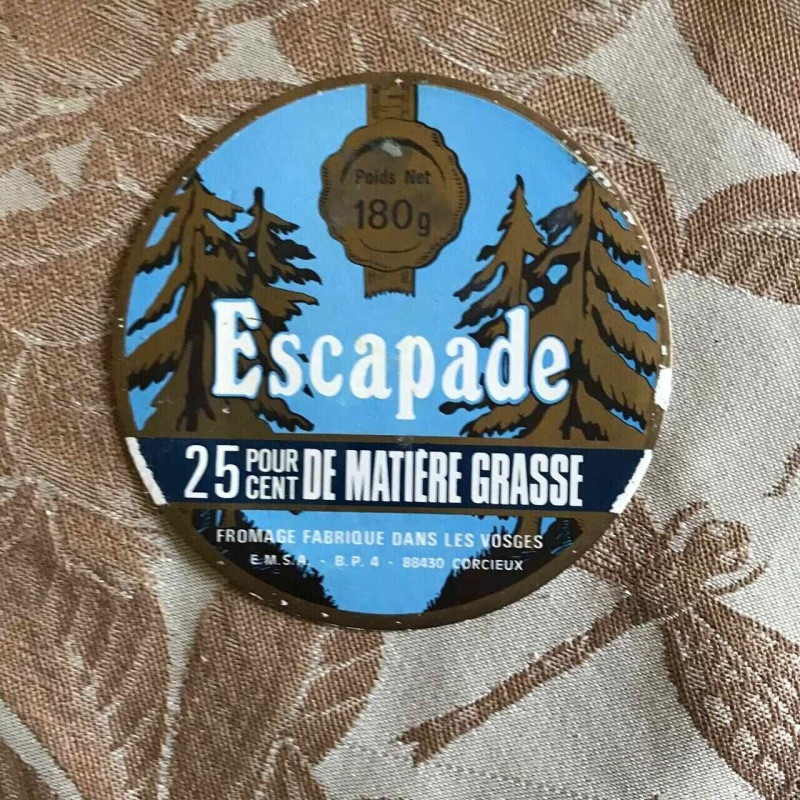 Poids Net
180g
Escapade
25 POUR CENT DE MATIÈRE GRASSE
FROMAGE FABRIQUE DANS LES VOSGES
E.M.S.A. - B.P. 4 - 88430 CORCIEUX